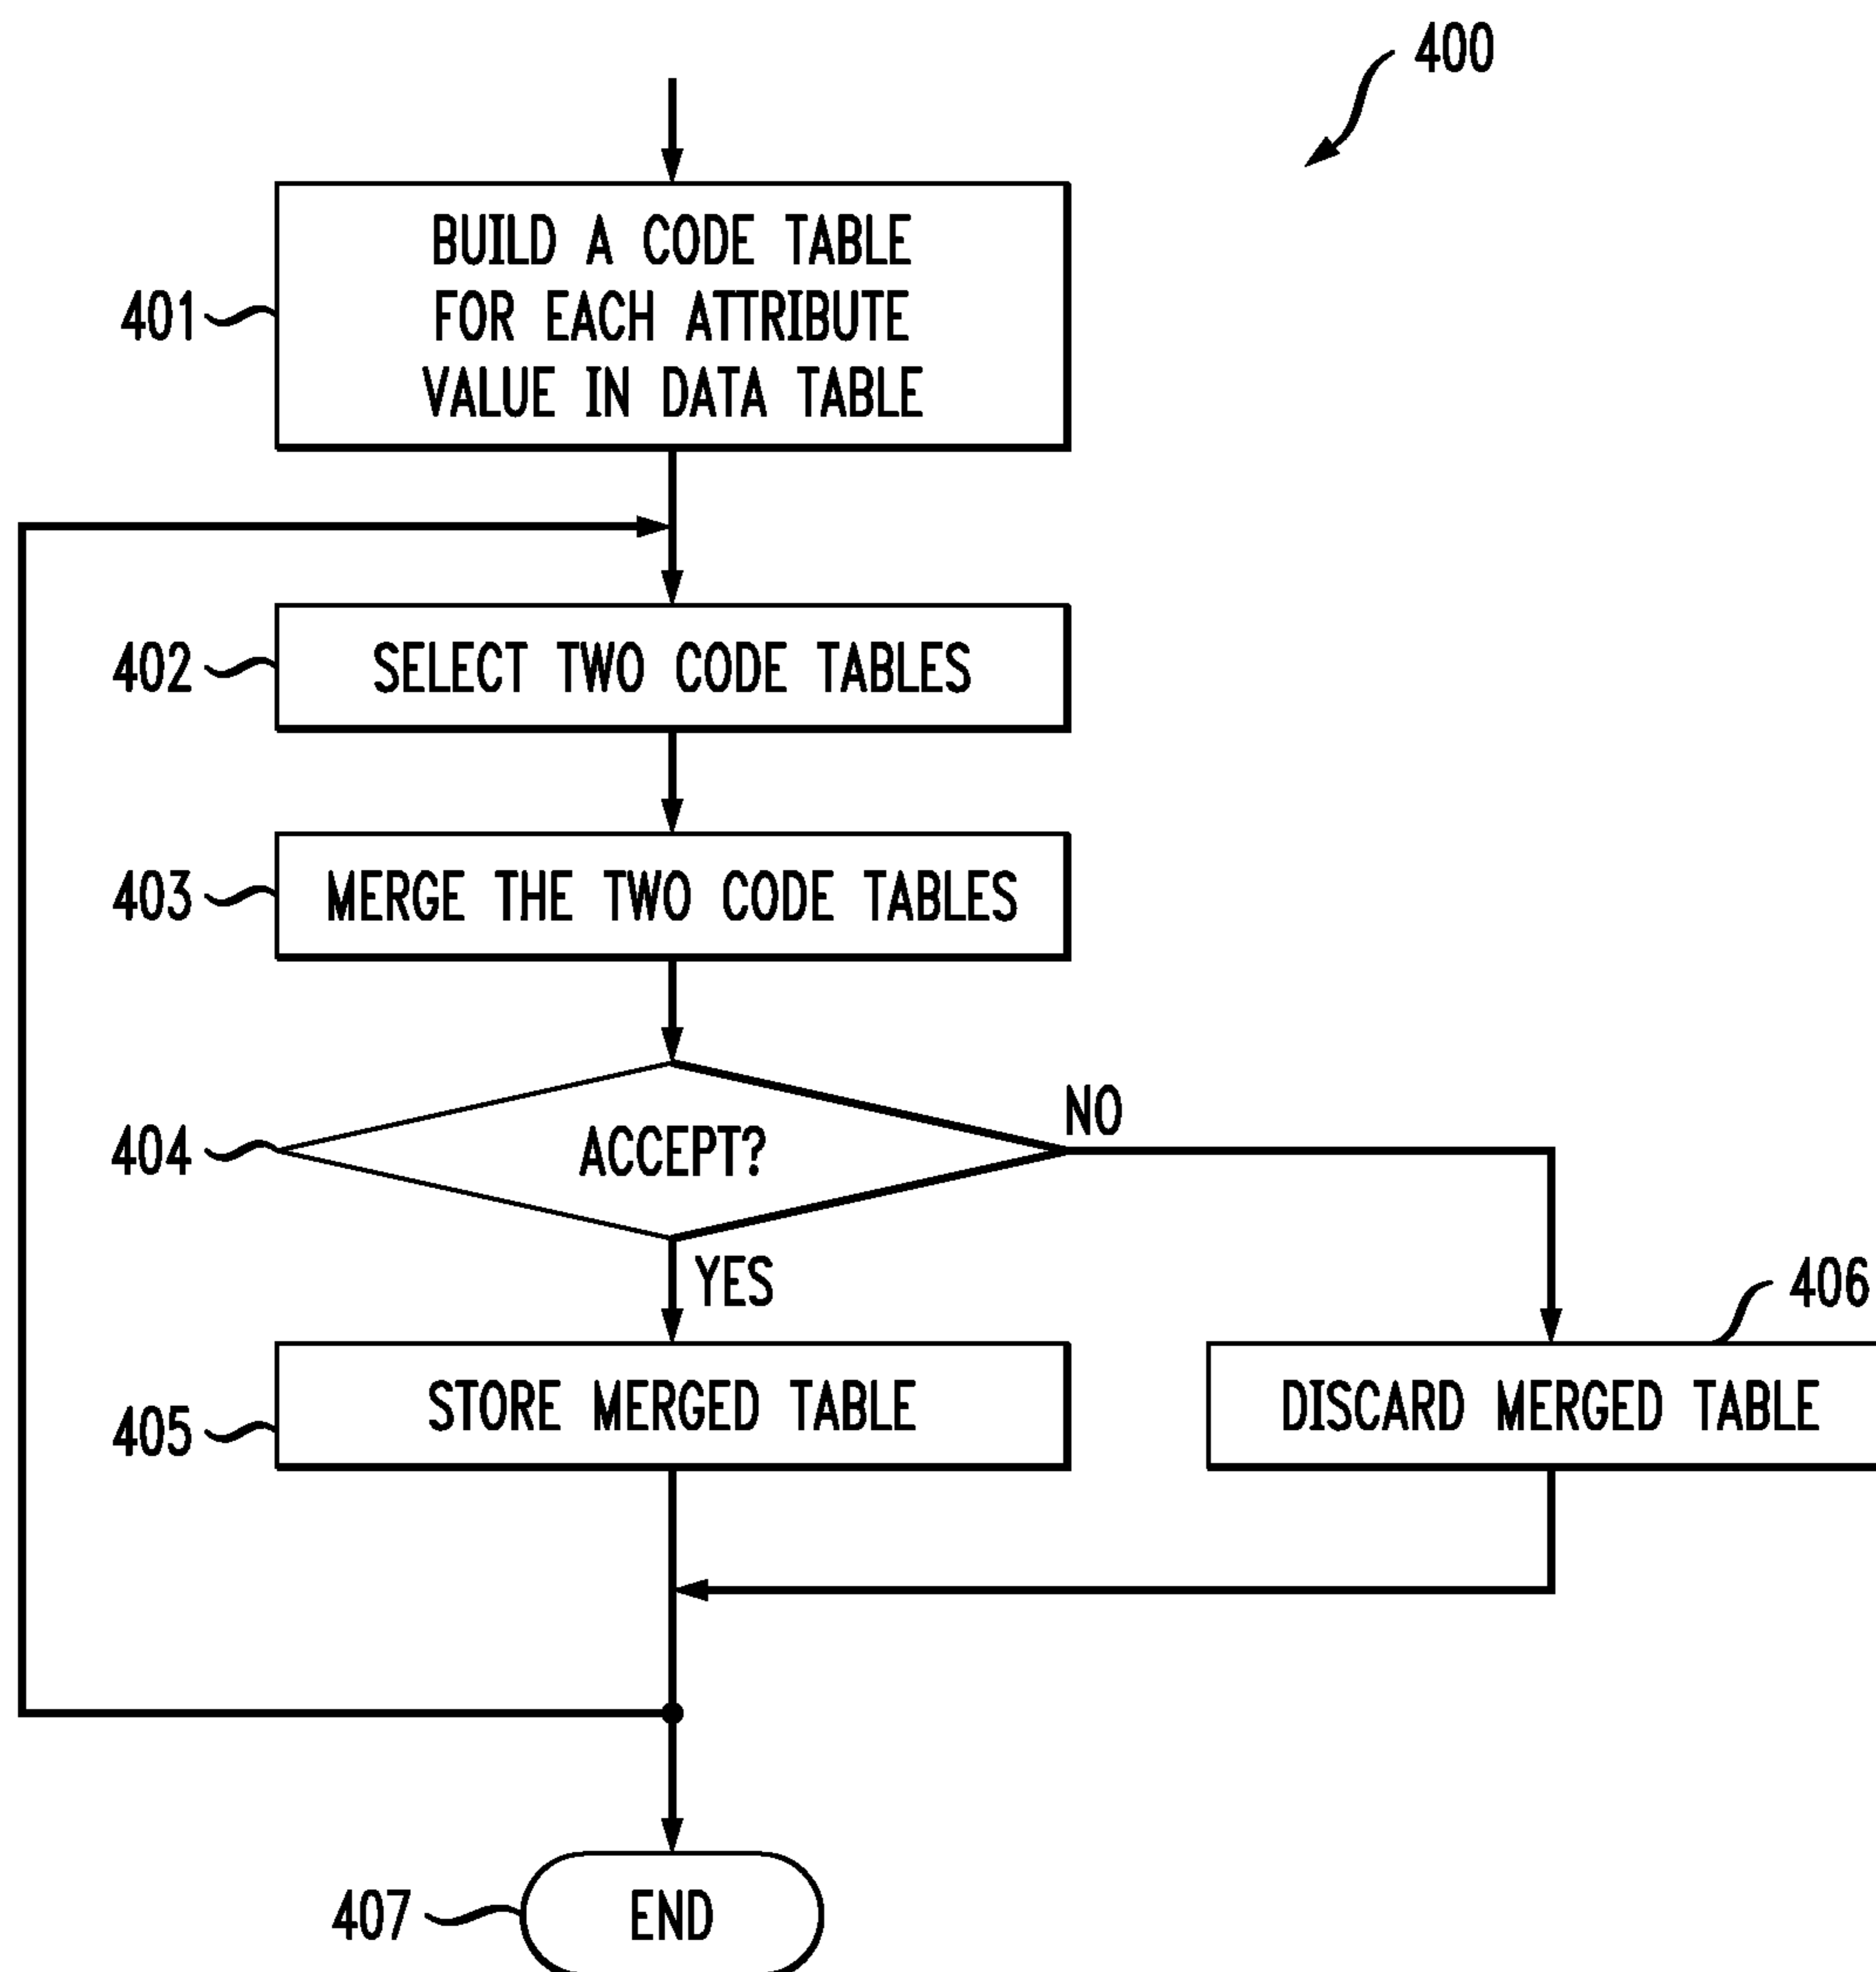 400
BUILD A CODE TABLE
FOR EACH ATTRIBUTE
VALUE IN DATA TABLE
401
402
SELECT TWO CODE TABLES
403
MERGE THE TWO CODE TABLES
404
ACCEPT?
NO
YES
406
405
STORE MERGED TABLE
DISCARD MERGED TABLE
407
END